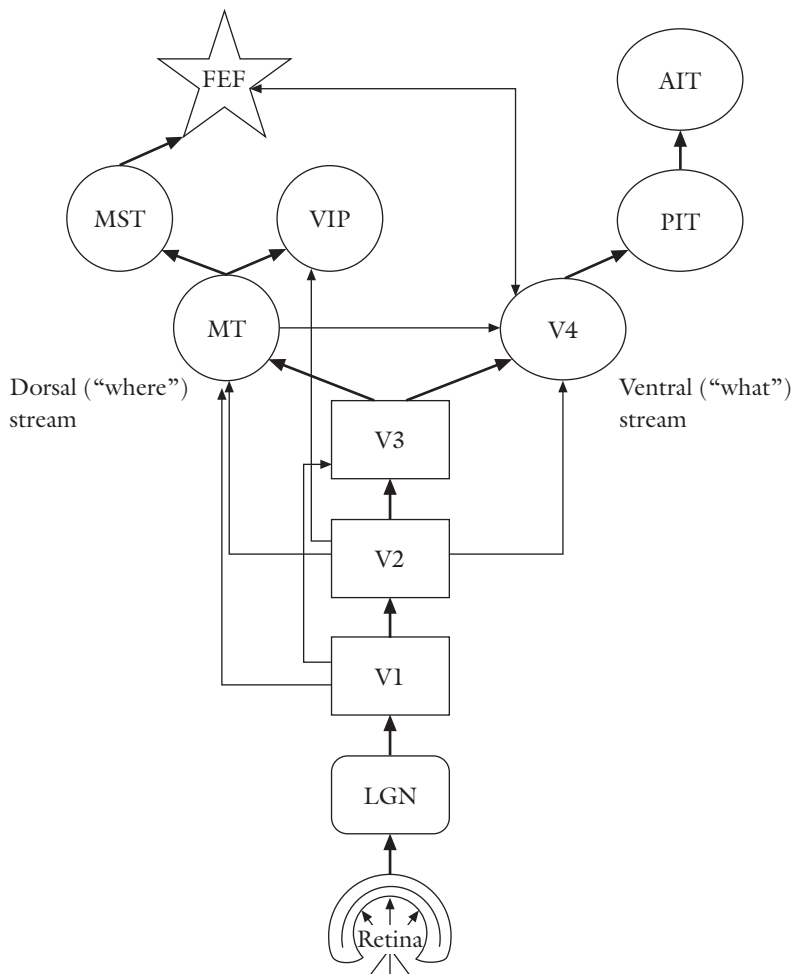 FEF
AIT
MST
VIP
PIT
MT
V4
Dorsal (“where”)
stream
Ventral (“what”)
stream
V3
V2
V1
LGN
Retina